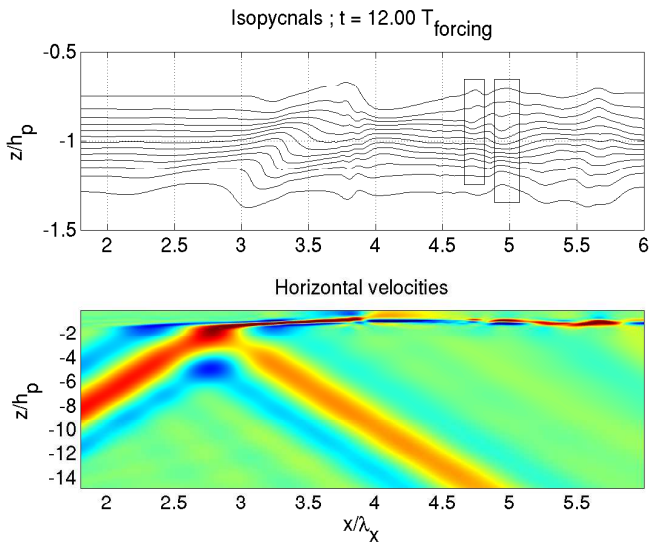 Isopycnals ; t = 12.00 T_forcing
-0.5
z/h_p
-1
-1.5
2 2.5 3 3.5 4 4.5 5 5.5 6
Horizontal velocities
-2
-4
z/h_p
-6
-8
-10
-12
-14
2 2.5 3 3.5 4 4.5 5 5.5
x/λ_x